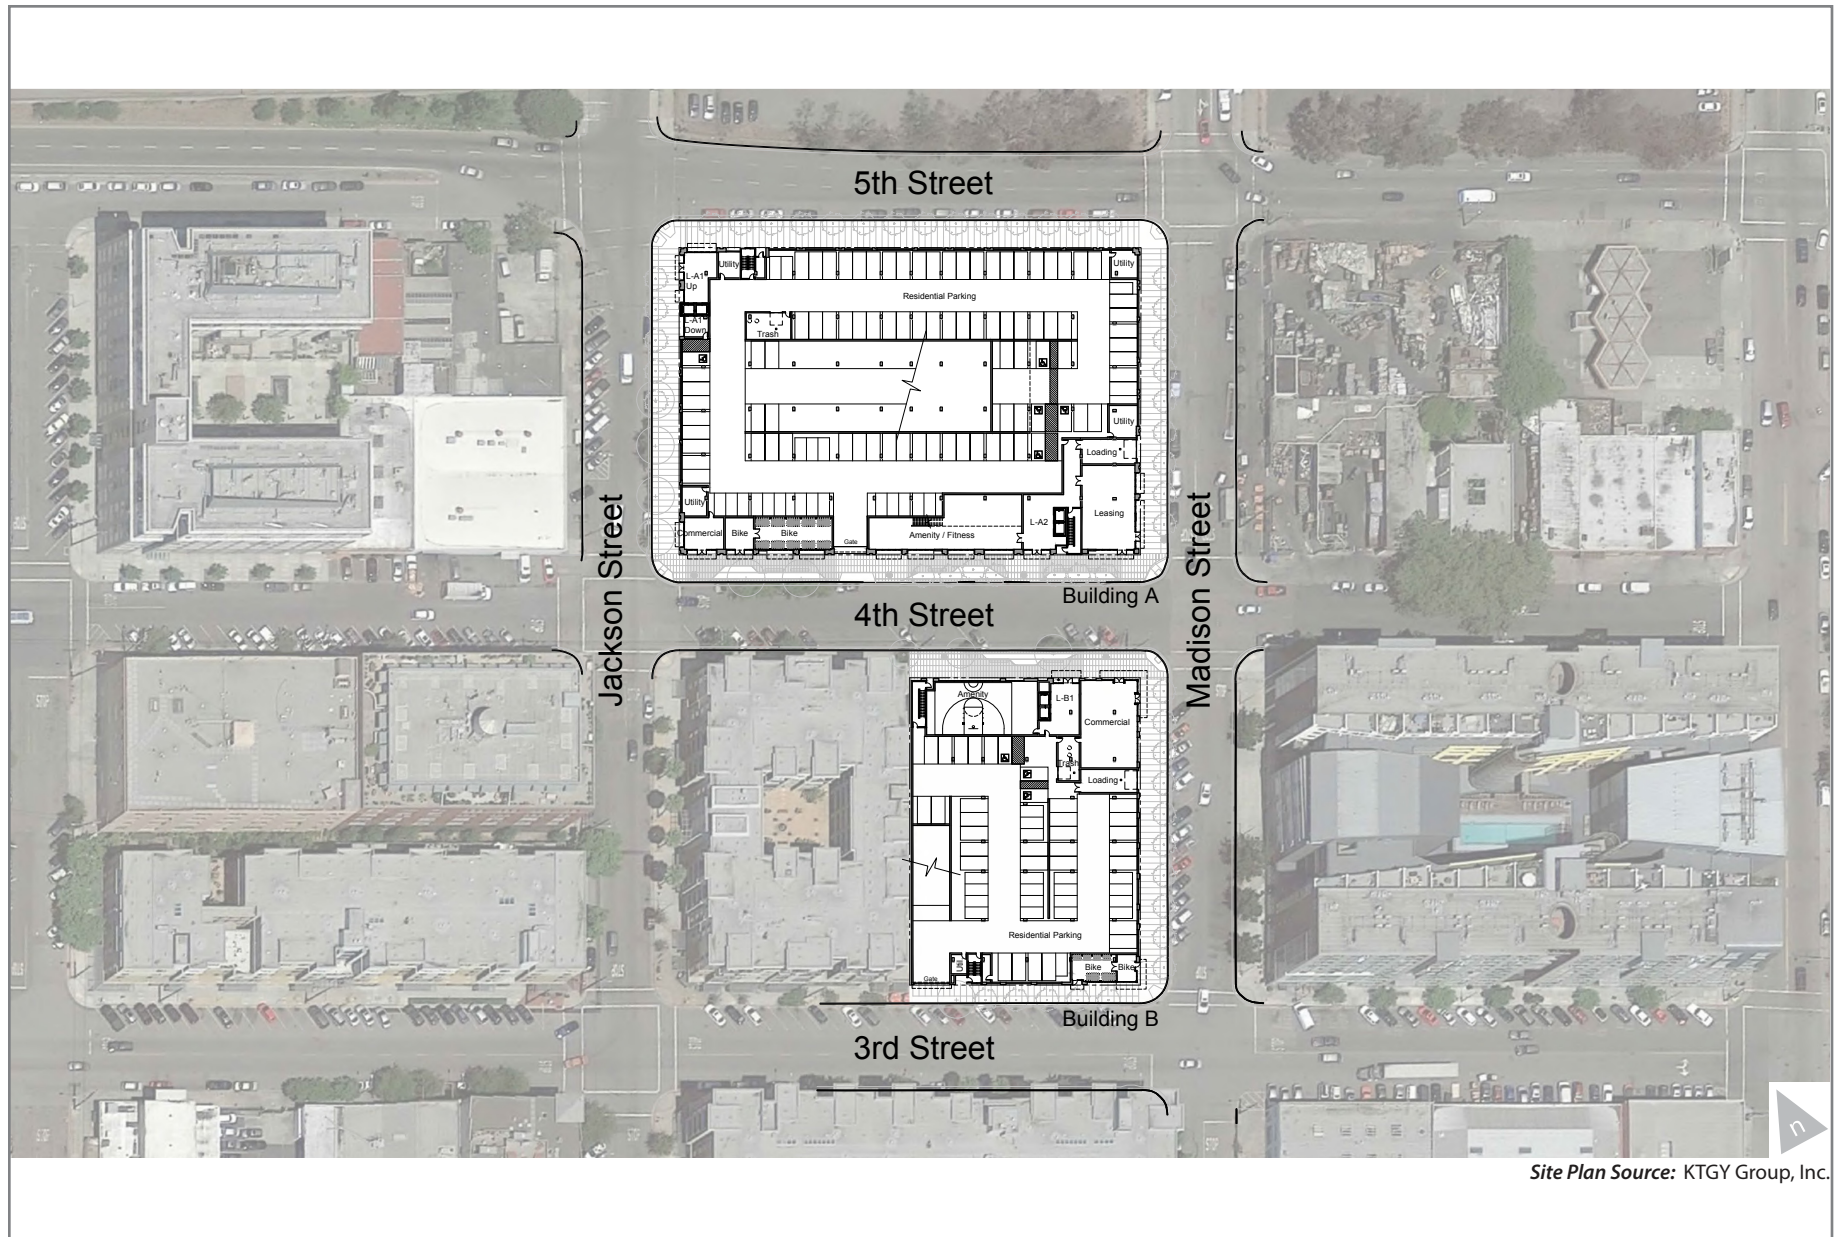 5th Street
Utility
L-A1
Up
Utility
Residential Parking
L-A1
Down
Trash
Utility
Loading
Leasing
Utility
Commercial
Bike
Bike
Gate
Amenity / Fitness
L-A2
Jackson Street
Madison Street
Building A
4th Street
Amenity
L-B1
Commercial
Trash
Loading
Residential Parking
Gate
Util
Bike
Bike
Building B
3rd Street
n
Site Plan Source: KTGY Group, Inc.